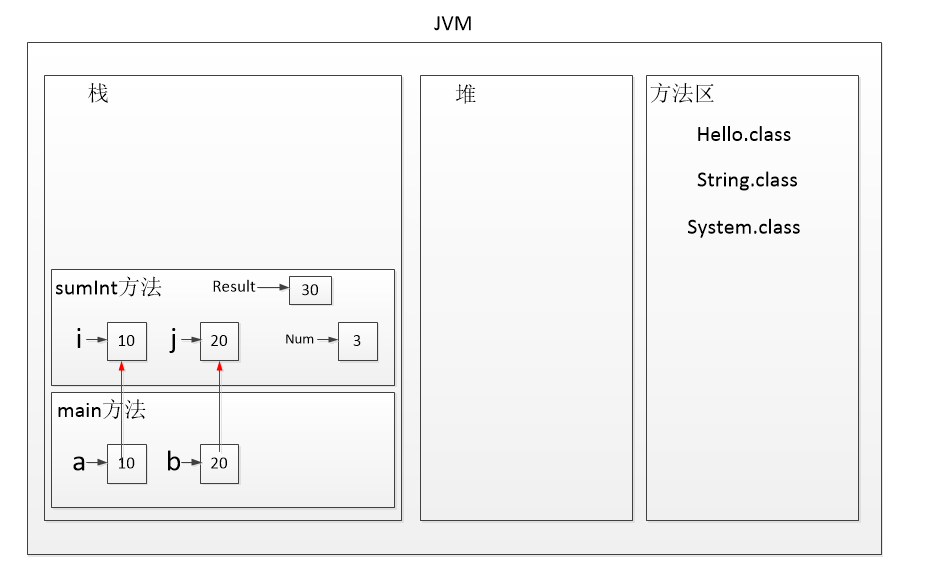 JVM
栈
堆
方法区
Hello.class
String.class
System.class
sumInt方法
Result
30
i
10
j
20
Num
3
main方法
a
10
b
20